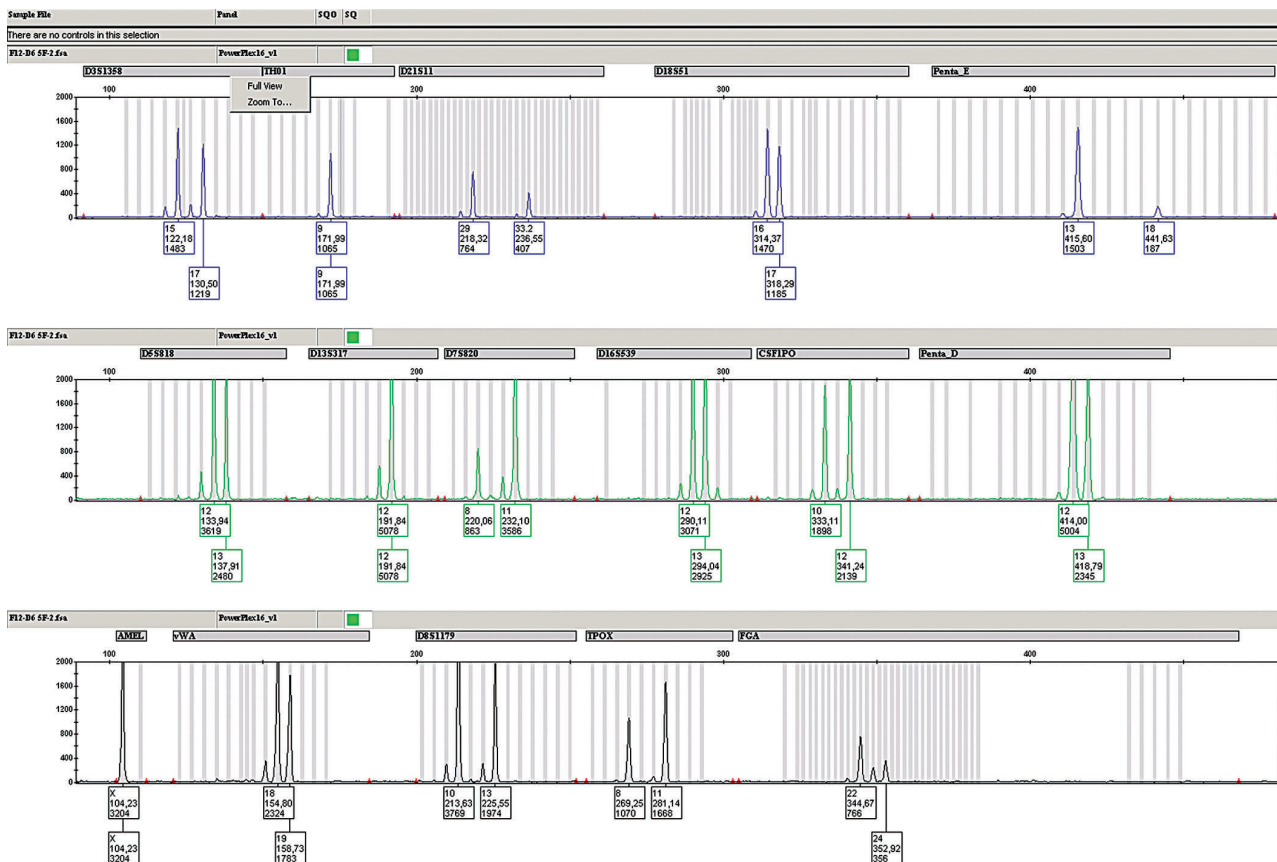 Sample File Panel SQO SQ
There are no controls in this selection
F12-D6 5F-2.fsa PowerPlex16_v1
D3S1358 TH01 D21S11 D18S51 Penta_E
Full View
Zoom To...
100 200 300 400
2000
1600
1200
800
400
0
15 9 29 33.2 16 13 18
122,18 171,99 218,32 236,55 314,37 415,60 441,63
1483 1065 764 407 1470 1503 187
17 9 17
130,50 171,99 318,29
1219 1065 1185
F12-D6 5F-2.fsa PowerPlex16_v1
D5S818 D13S317 D7S820 D16S539 CSF1PO Penta_D
100 200 300 400
2000
1600
1200
800
400
0
12 12 8 11 12 10 12
133,94 191,84 220,06 232,10 290,11 333,11 414,00
3619 5078 863 3586 3071 1898 5004
13 12 13 12 13
137,91 191,84 294,04 341,24 418,79
2480 5078 2925 2139 2345
F12-D6 5F-2.fsa PowerPlex16_v1
AMEL vWA D8S1179 TPOX FGA
100 200 300 400
2000
1600
1200
800
400
0
X 18 10 13 8 11 22
104,23 154,80 213,63 225,55 269,25 281,14 344,67
3204 2324 3769 1974 1070 1668 766
X 19 24
104,23 158,73 352,92
3204 1783 356